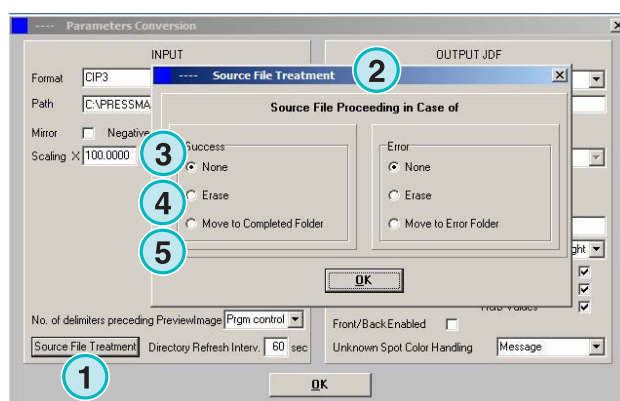 ---- Parameters Conversion
INPUT
OUTPUT JDF
Format CIP3
Path C:\PRESSMA
Mirror Negative
Scaling X 100.0000
---- Source File Treatment
2
Source File Proceeding in Case of
Success
3
None
4
Erase
5
Move to Completed Folder
Error
None
Erase
Move to Error Folder
OK
ght
Values
No. of delimiters preceding PreviewImage Prgm control
Front/Back Enabled
Source File Treatment Directory Refresh Interv. 60 sec
Unknown Spot Color Handling Message
1
OK